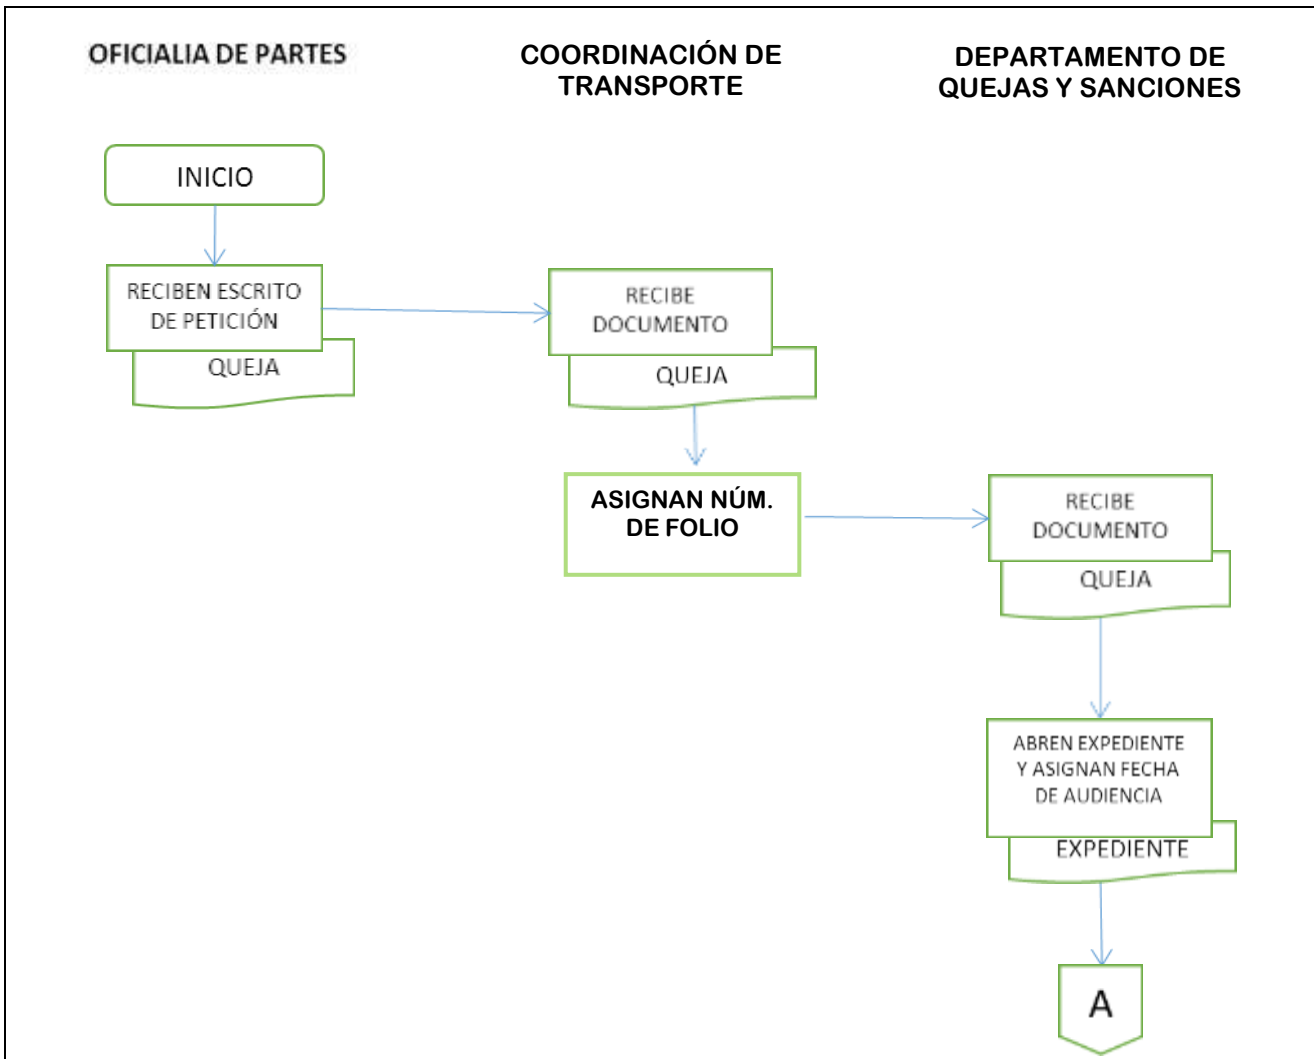 OFICIALIA DE PARTES
COORDINACIÓN DE
TRANSPORTE
DEPARTAMENTO DE
QUEJAS Y SANCIONES
INICIO
RECIBEN ESCRITO
DE PETICIÓN
QUEJA
RECIBE
DOCUMENTO
QUEJA
ASIGNAN NÚM.
DE FOLIO
RECIBE
DOCUMENTO
QUEJA
ABREN EXPEDIENTE
Y ASIGNAN FECHA
DE AUDIENCIA
EXPEDIENTE
A